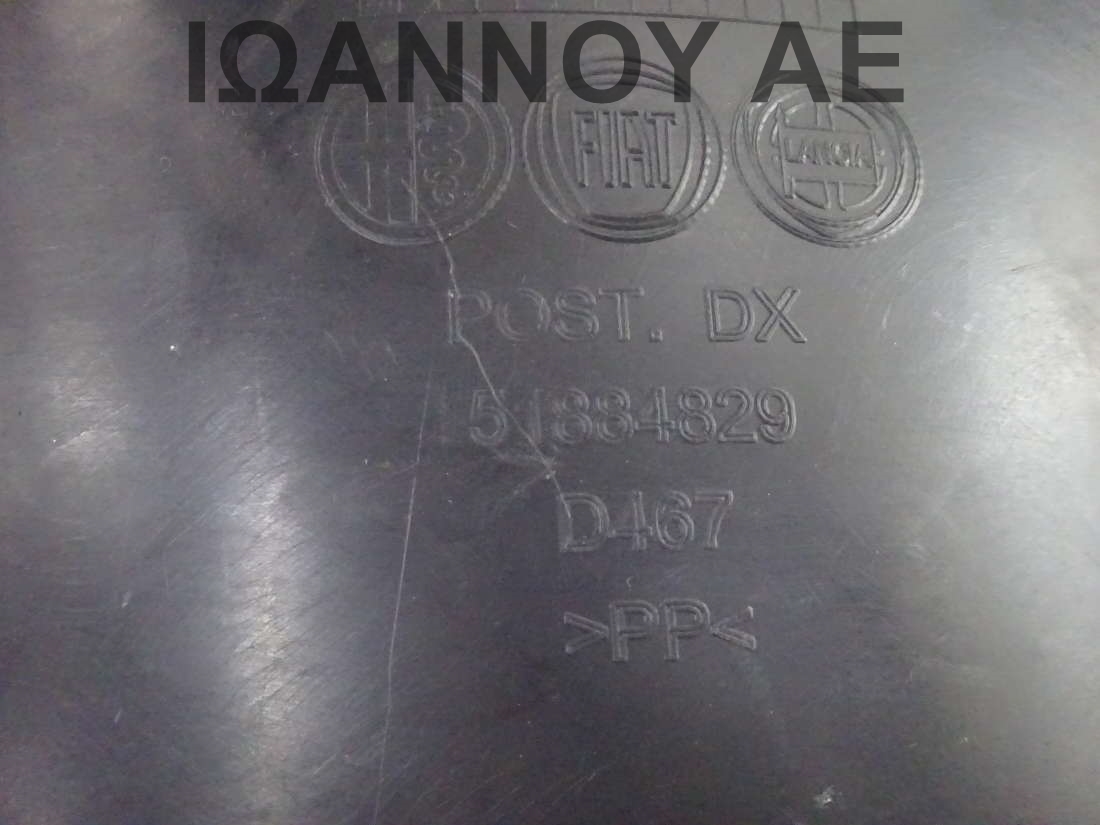 ΙΩΑΝΝΟΥ ΑΕ
FIAT
LANCIA
POST. DX
51884829
D467
>PP<